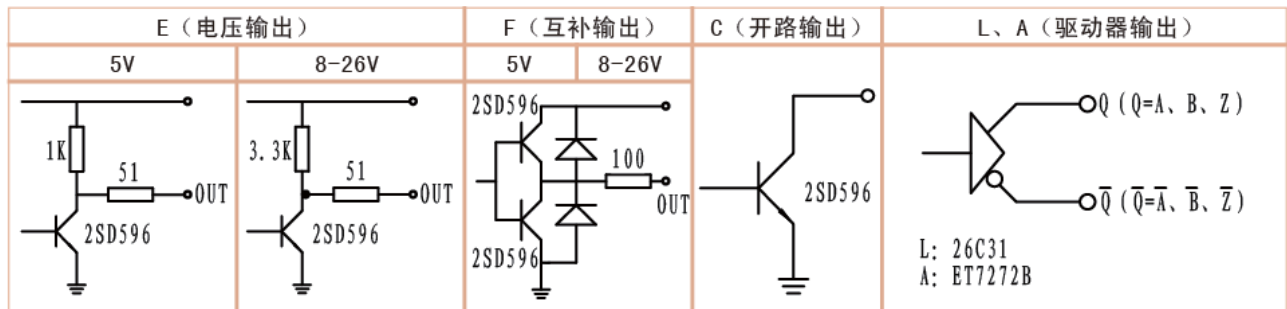 E（电压输出）
F（互补输出）
C（开路输出）
L、A（驱动器输出）
5V
8-26V
5V
8-26V
1K
51
OUT
2SD596
3.3K
51
OUT
2SD596
2SD596
100
OUT
2SD596
2SD596
Q（Q=A、B、Z）
Q̅（Q̅=A̅、B̅、Z̅）
L: 26C31
A: ET7272B